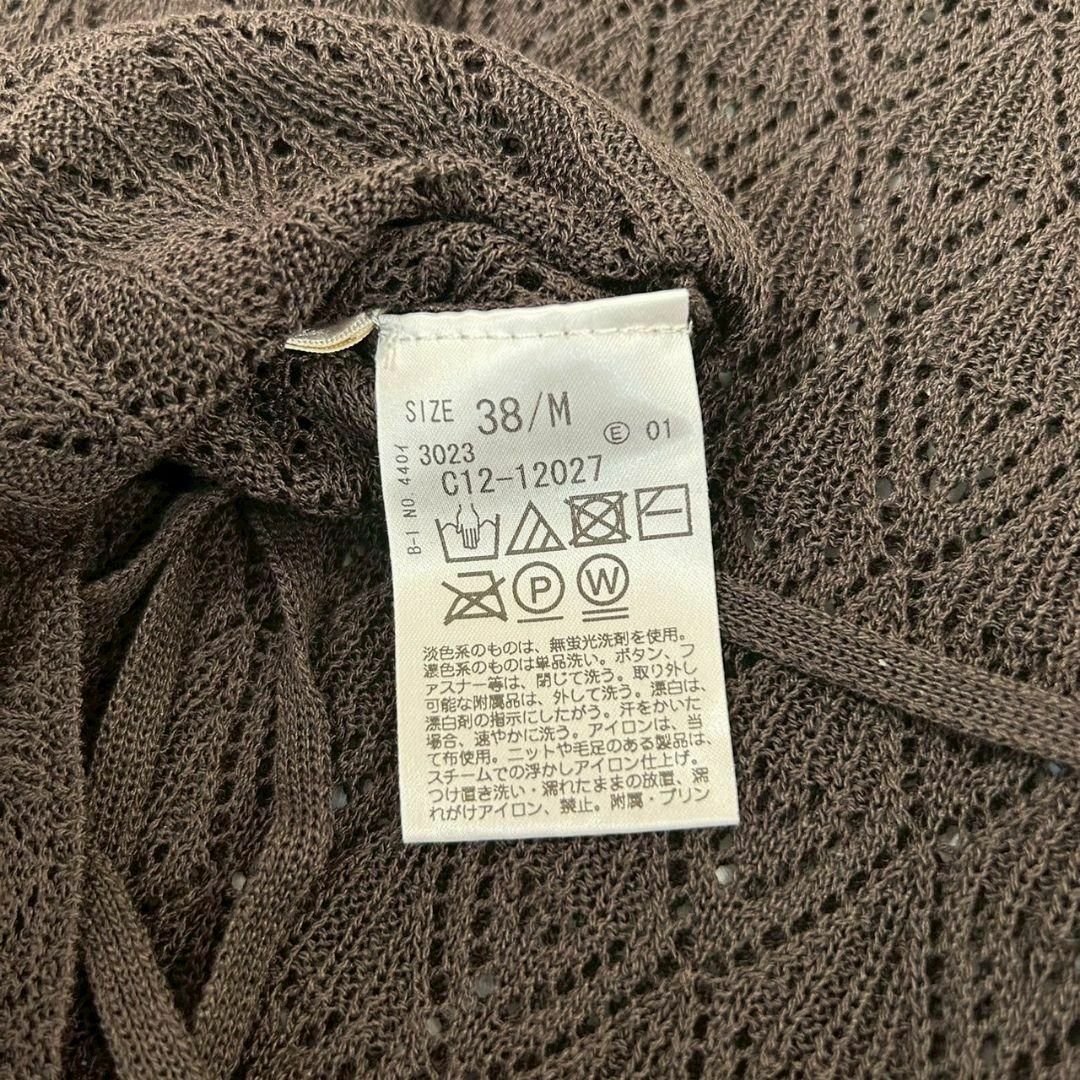 SIZE 38/M
Ⓔ 01
3023
C12-12027
B-I NO. 4401
P
W
淡色系のものは、無蛍光洗剤を使用。
濃色系のものは単品洗い。ボタン、フ
ァスナー等は、閉じて洗う。取り外し
可能な附属品は、外して洗う。漂白は、
漂白剤の指示にしたがう。汗をかいた
場合、速やかに洗う。アイロンは、当
て布使用。ニットや毛足のある製品は、
スチームでの浮かしアイロン仕上げ。
つけ置き洗い・濡れたままの放置、濡
れがけアイロン、禁止。附属・プリン